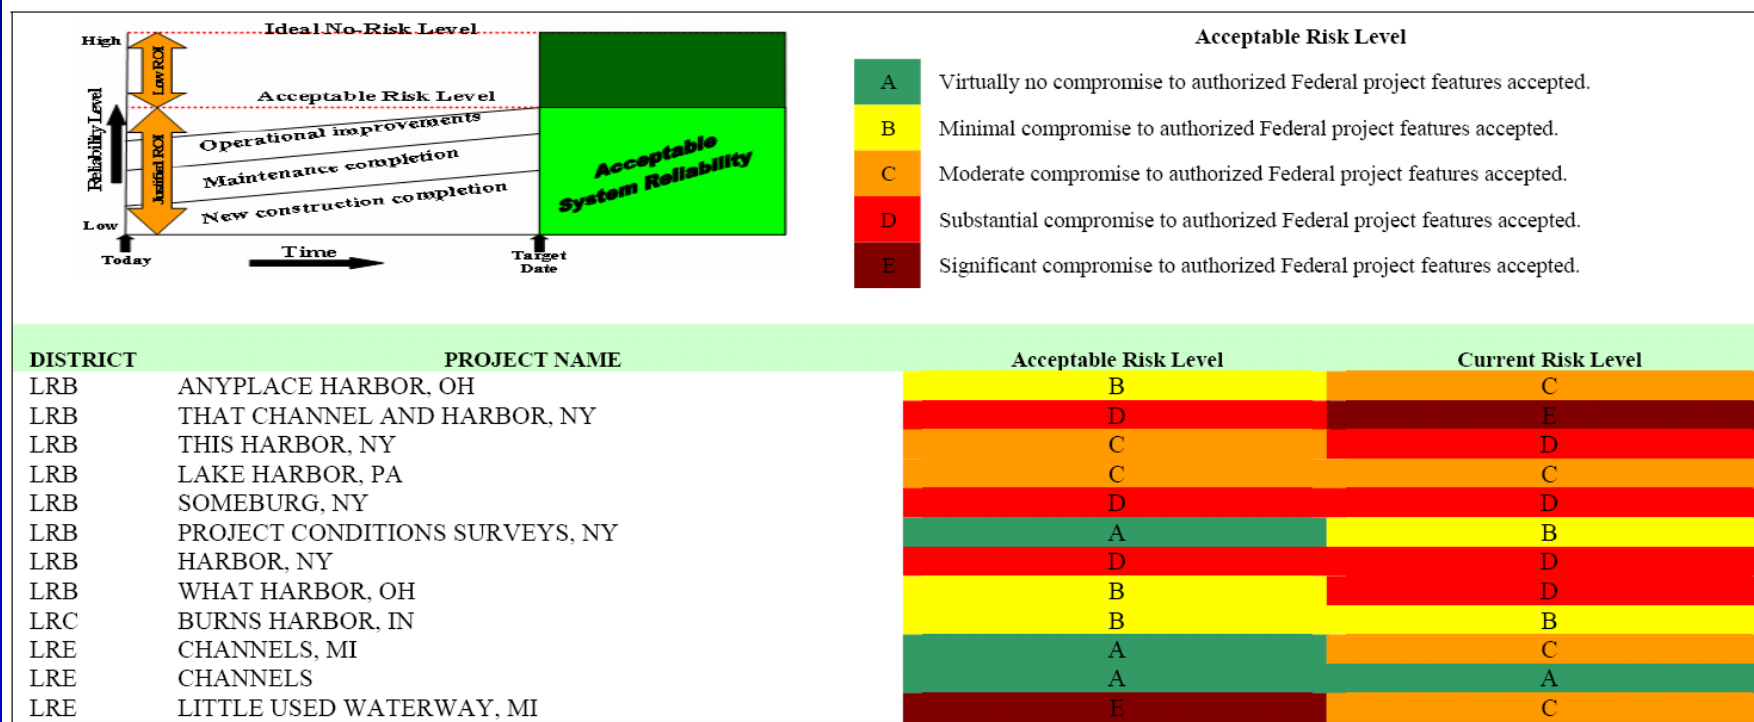 Ideal No-Risk Level
High
Low ROI
Acceptable Risk Level
Operational improvements
Reliability Level
Justified ROI
Maintenance completion
New construction completion
Low
Acceptable
System Reliability
Today
Time
Target
Date
Acceptable Risk Level
A Virtually no compromise to authorized Federal project features accepted.
B Minimal compromise to authorized Federal project features accepted.
C Moderate compromise to authorized Federal project features accepted.
D Substantial compromise to authorized Federal project features accepted.
E Significant compromise to authorized Federal project features accepted.
DISTRICT PROJECT NAME Acceptable Risk Level Current Risk Level
LRB ANYPLACE HARBOR, OH B C
LRB THAT CHANNEL AND HARBOR, NY D E
LRB THIS HARBOR, NY C D
LRB LAKE HARBOR, PA C C
LRB SOMEBURG, NY D D
LRB PROJECT CONDITIONS SURVEYS, NY A B
LRB HARBOR, NY D D
LRB WHAT HARBOR, OH B D
LRC BURNS HARBOR, IN B B
LRE CHANNELS, MI A C
LRE CHANNELS A A
LRE LITTLE USED WATERWAY, MI E C